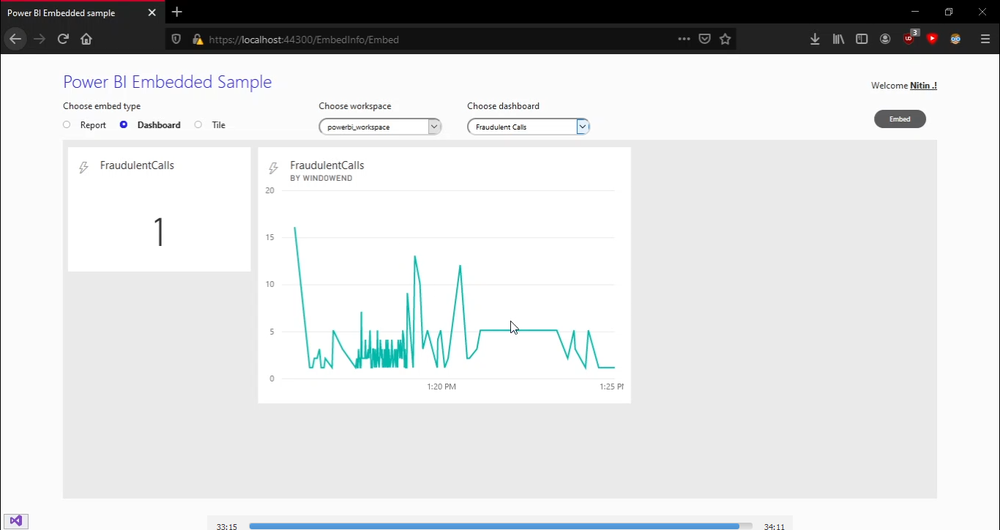 Power BI Embedded sample
https://localhost:44300/EmbedInfo/Embed
3
Power BI Embedded Sample
Welcome Nitin .!
Choose embed type
Choose workspace
Choose dashboard
Report
Dashboard
Tile
powerbi_workspace
Fraudulent Calls
Embed
FraudulentCalls
1
FraudulentCalls
BY WINDOWEND
20
15
10
5
0
1:20 PM
1:25 PM
33:15
34:11